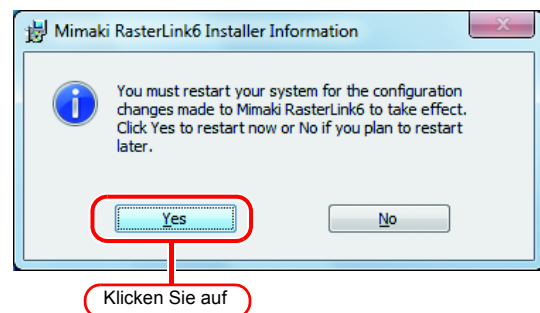 Mimaki RasterLink6 Installer Information
You must restart your system for the configuration
changes made to Mimaki RasterLink6 to take effect.
Click Yes to restart now or No if you plan to restart
later.
Yes
No
Klicken Sie auf